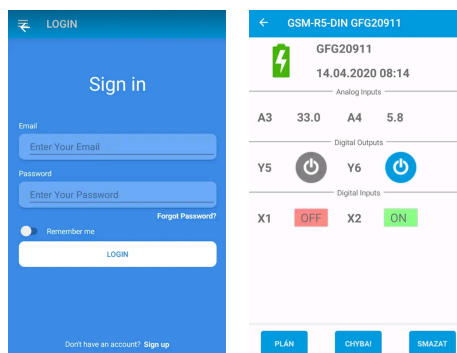 LOGIN
Sign in
Email
Enter Your Email
Password
Enter Your Password
Forgot Password?
Remember me
LOGIN
Don't have an account? Sign up
GSM-R5-DIN GFG20911
GFG20911
14.04.2020 08:14
Analog Inputs
A3 33.0 A4 5.8
Digital Outputs
Y5 Y6
Digital Inputs
X1 OFF X2 ON
PLÁN CHYBA! SMAZAT